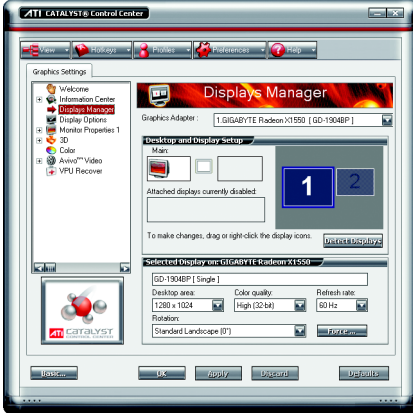 ATI CATALYST® Control Center
View Hotkeys Profiles Preferences Help
Graphics Settings
Welcome
Information Center
Displays Manager
Display Options
Monitor Properties 1
3D
Color
Avivo™ Video
VPU Recover
ATI CATALYST
CONTROL CENTER
Displays Manager
Graphics Adapter : 1.GIGABYTE Radeon X1550 [ GD-1904BP ]
Desktop and Display Setup
Main:
Attached displays currently disabled:
1 2
To make changes, drag or right-click the display icons.
Detect Displays
Selected Display on: GIGABYTE Radeon X1550
GD-1904BP [ Single ]
Desktop area: Color quality: Refresh rate:
1280 x 1024 High (32-bit) 60 Hz
Rotation:
Standard Landscape (0°) Force ...
Basic... OK Apply Discard Defaults